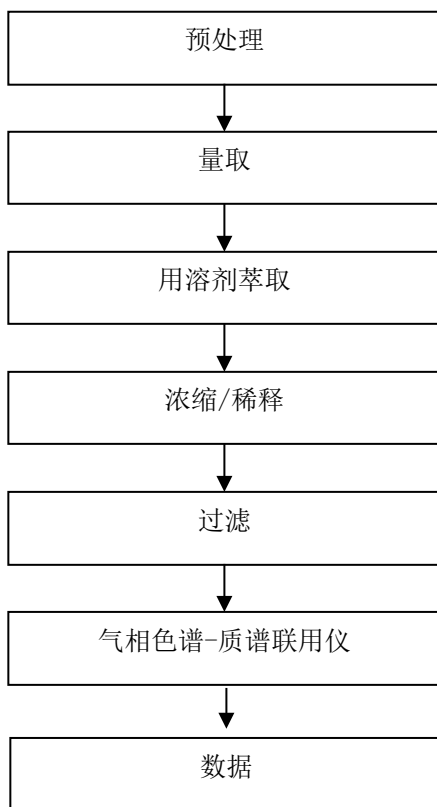 预处理
量取
用溶剂萃取
浓缩/稀释
过滤
气相色谱-质谱联用仪
数据